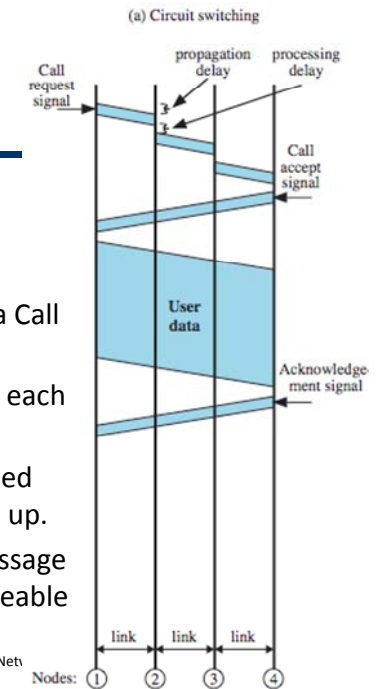 (a) Circuit switching
propagation delay
processing delay
Call request signal
Call accept signal
a Call
User data
each
Acknowledge-
ment signal
ed
up.
ssage
eable
link link link
Netw
Nodes: 1 2 3 4